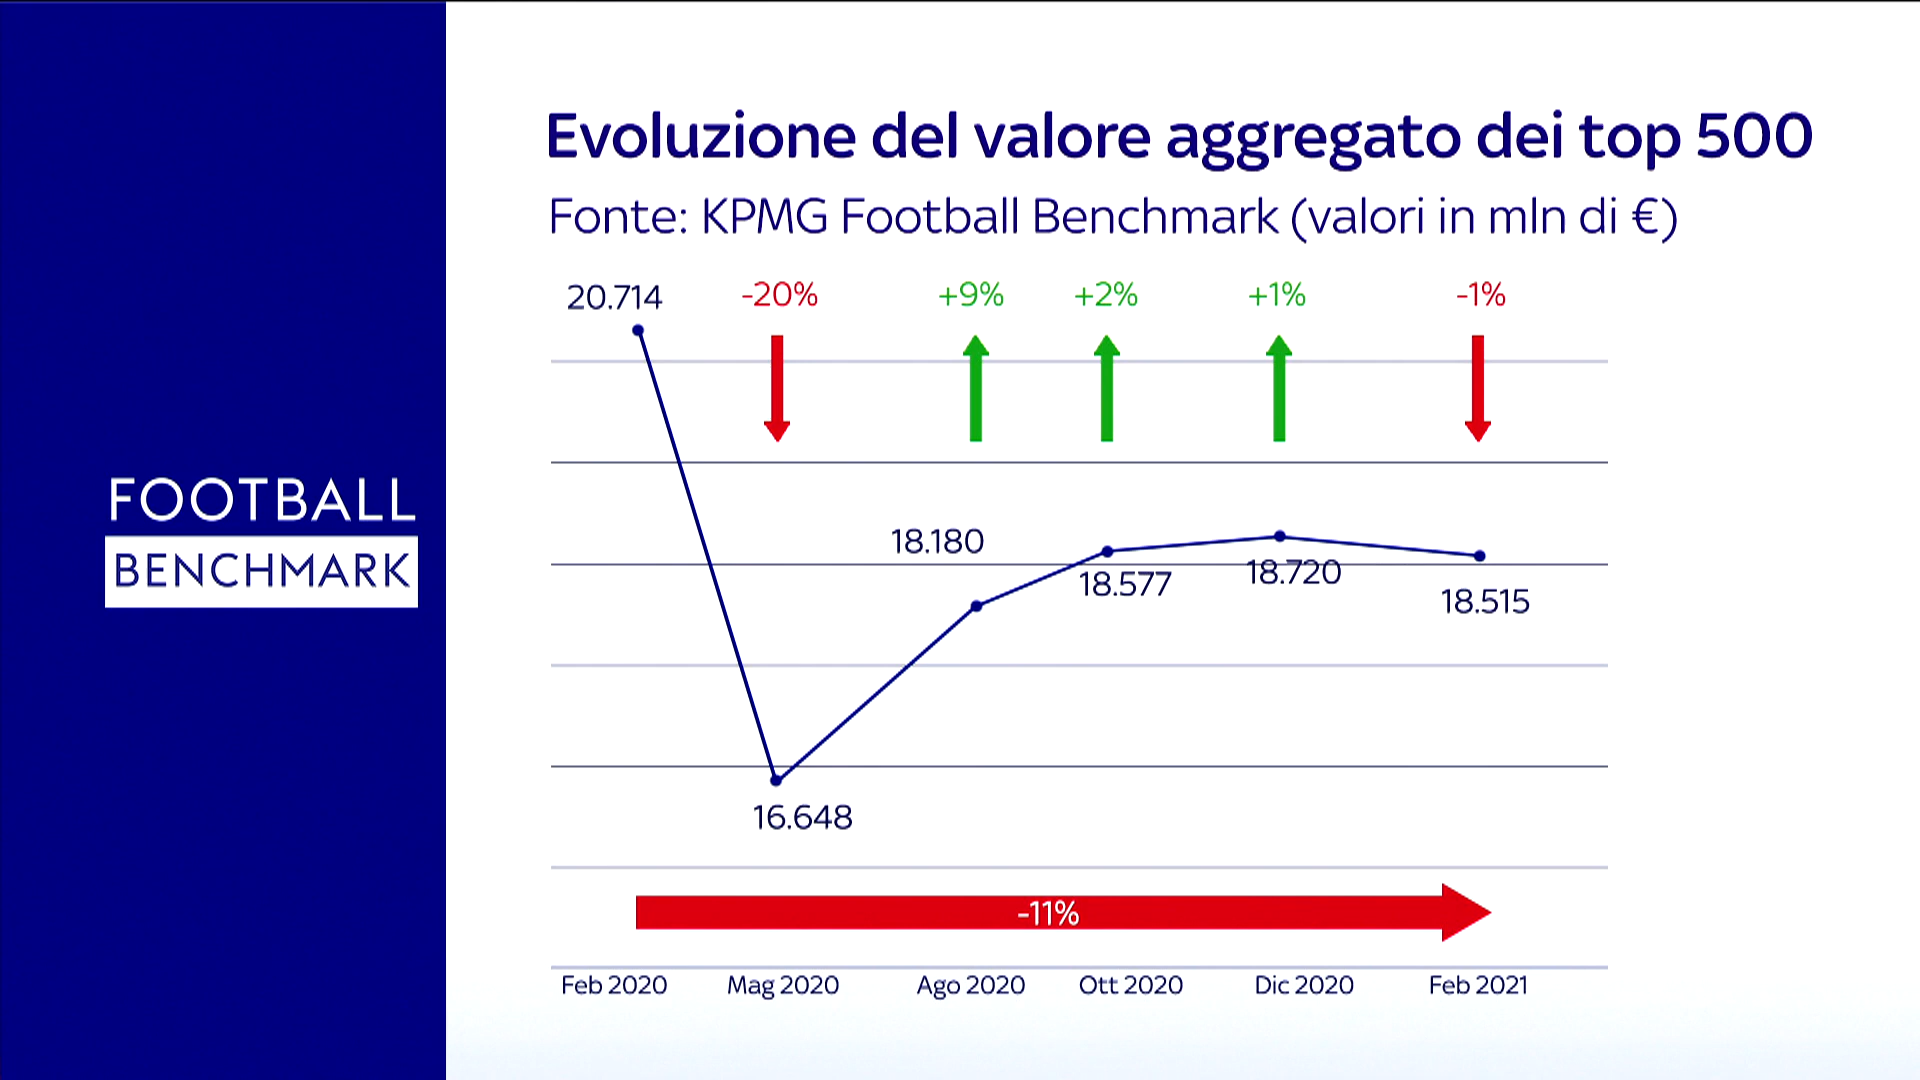 FOOTBALL
BENCHMARK
Evoluzione del valore aggregato dei top 500
Fonte: KPMG Football Benchmark (valori in mln di €)
20.714 -20% +9% +2% +1% -1%
18.180
18.577 18.720 18.515
16.648
-11%
Feb 2020 Mag 2020 Ago 2020 Ott 2020 Dic 2020 Feb 2021